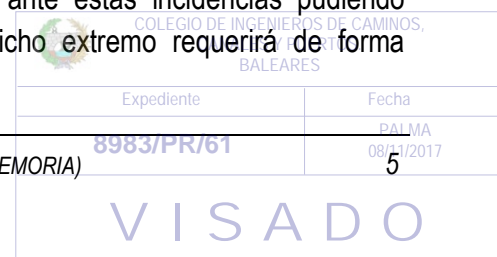 ante estas incidencias pudiendo
COLEGIO DE INGENIEROS DE CAMINOS,
icho extremo requerirá de forma
BALEARES
Expediente Fecha
8983/PR/61
PALMA
08/11/2017
EMORIA) 5
VISADO